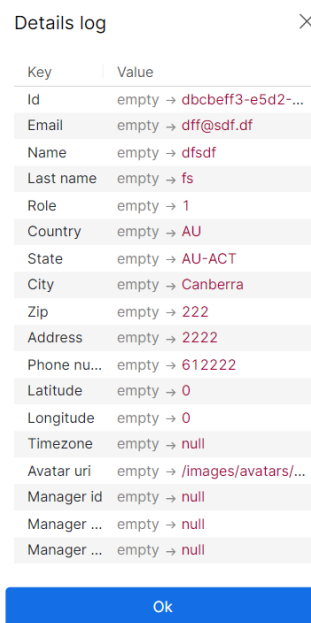 Details log
Key Value
Id empty → dbcbeff3-e5d2-...
Email empty → dff@sdf.df
Name empty → dfsdf
Last name empty → fs
Role empty → 1
Country empty → AU
State empty → AU-ACT
City empty → Canberra
Zip empty → 222
Address empty → 2222
Phone nu... empty → 612222
Latitude empty → 0
Longitude empty → 0
Timezone empty → null
Avatar uri empty → /images/avatars/...
Manager id empty → null
Manager ... empty → null
Manager ... empty → null
Ok